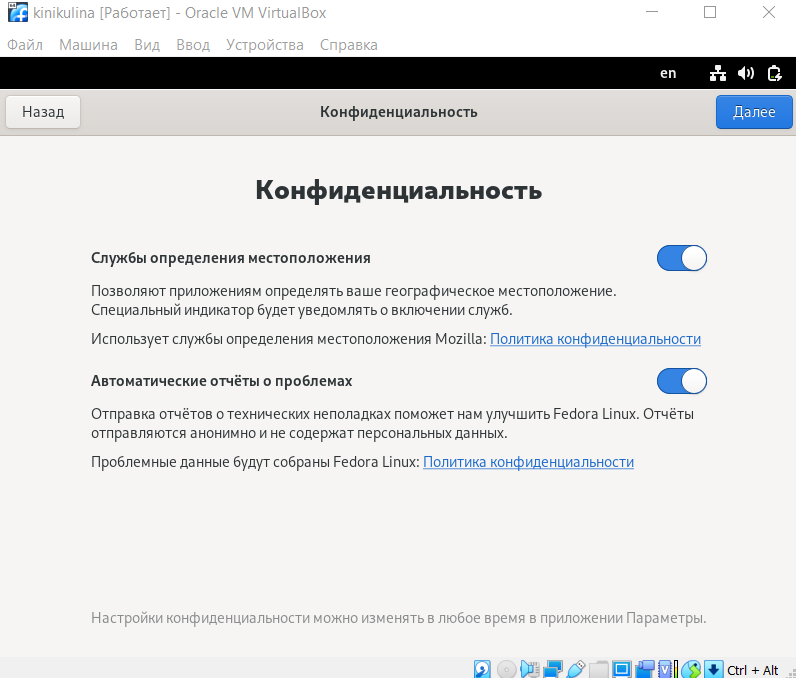 kinikulina [Работает] - Oracle VM VirtualBox
Файл Машина Вид Ввод Устройства Справка
en
Назад Конфиденциальность Далее
Конфиденциальность
Службы определения местоположения
Позволяют приложениям определять ваше географическое местоположение.
Специальный индикатор будет уведомлять о включении служб.
Использует службы определения местоположения Mozilla: Политика конфиденциальности
Автоматические отчёты о проблемах
Отправка отчётов о технических неполадках поможет нам улучшить Fedora Linux. Отчёты
отправляются анонимно и не содержат персональных данных.
Проблемные данные будут собраны Fedora Linux: Политика конфиденциальности
Настройки конфиденциальности можно изменять в любое время в приложении Параметры.
Ctrl + Alt